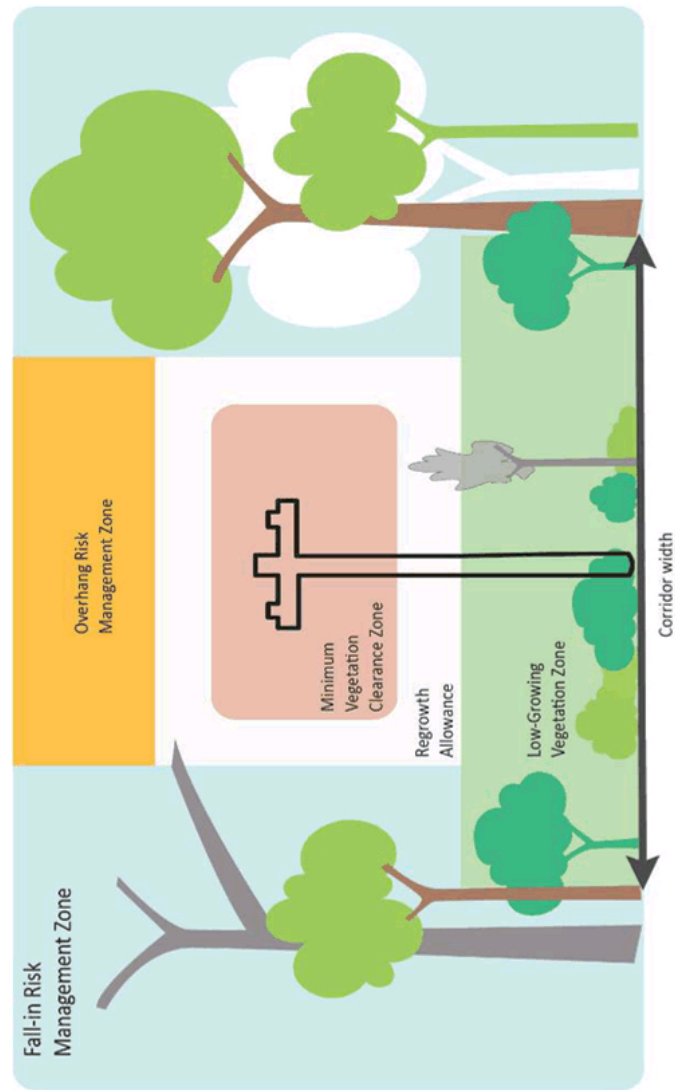 Fall-in Risk
Management Zone
Overhang Risk
Management Zone
Minimum
Vegetation
Clearance Zone
Regrowth
Allowance
Low-Growing
Vegetation Zone
Corridor width